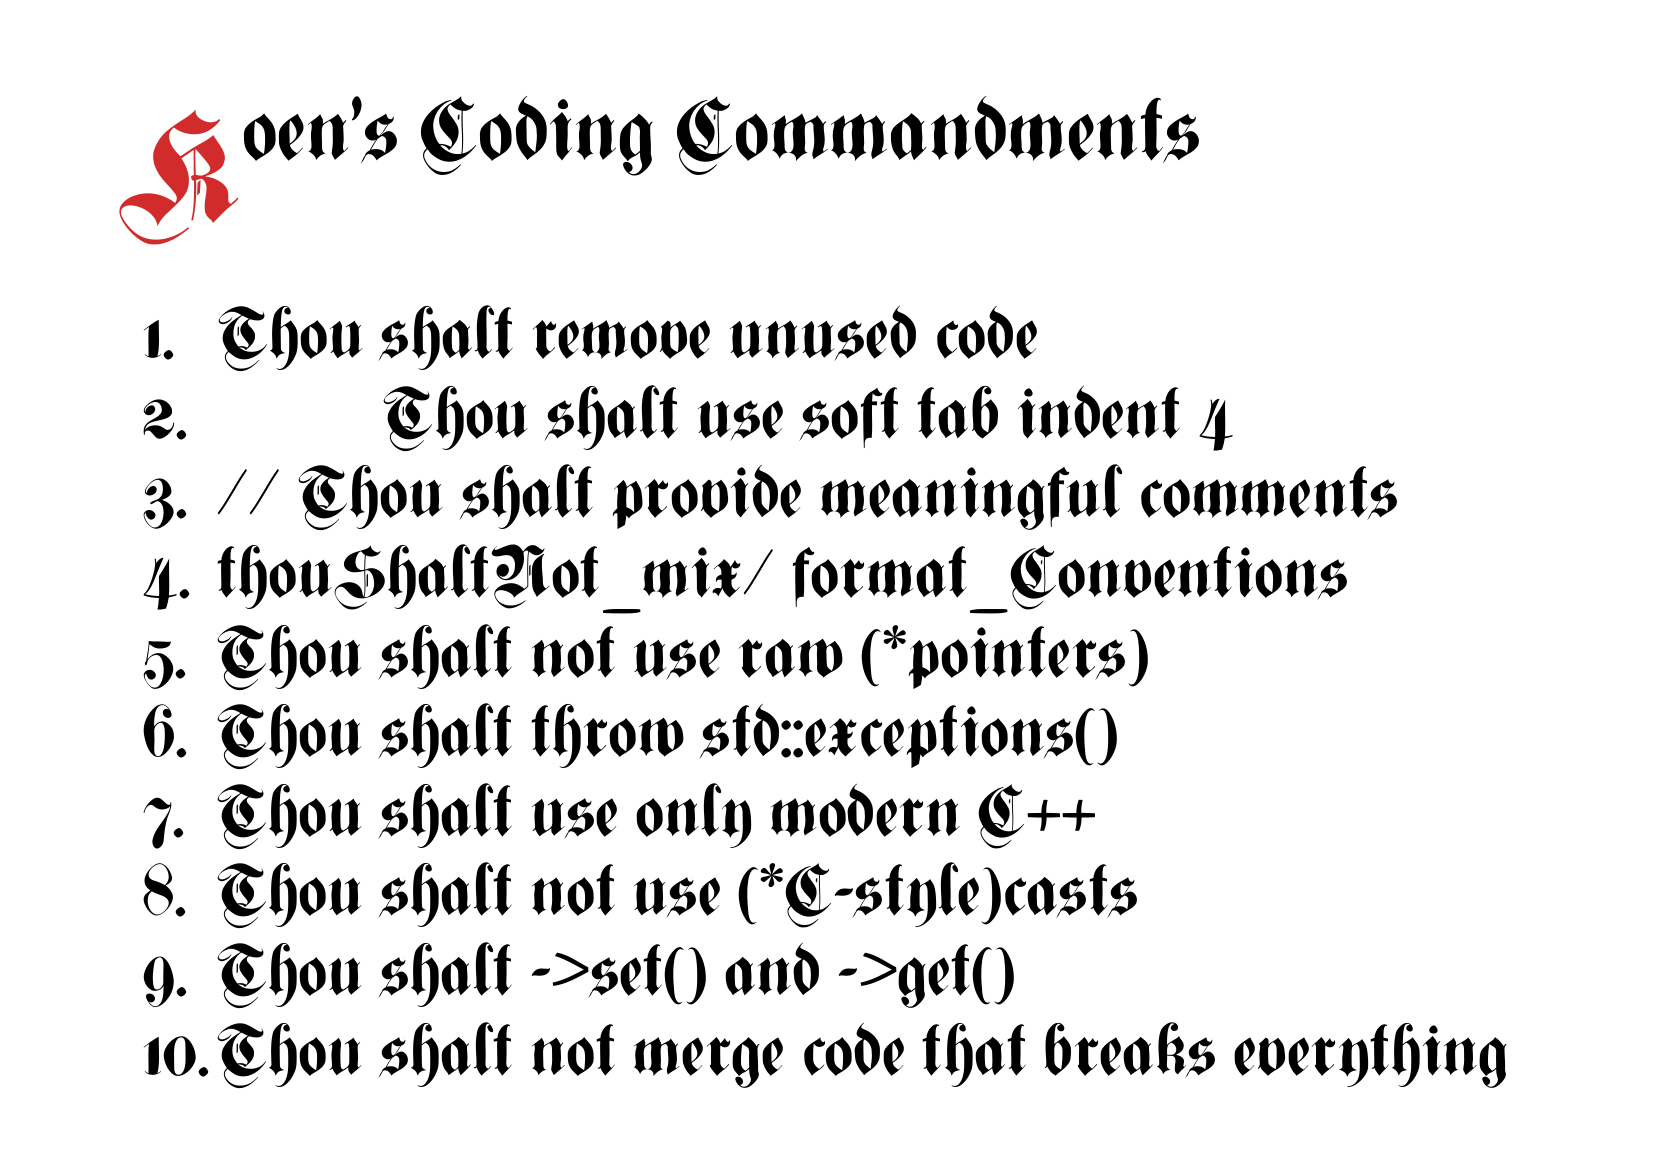 Koen's Coding Commandments
1. Thou shalt remove unused code
2. Thou shalt use soft tab indent 4
3. // Thou shalt provide meaningful comments
4. thouShaltNot_mix/ format_Conventions
5. Thou shalt not use raw (*pointers)
6. Thou shalt throw std::exceptions()
7. Thou shalt use only modern C++
8. Thou shalt not use (*C-style)casts
9. Thou shalt ->set() and ->get()
10. Thou shalt not merge code that breaks everything